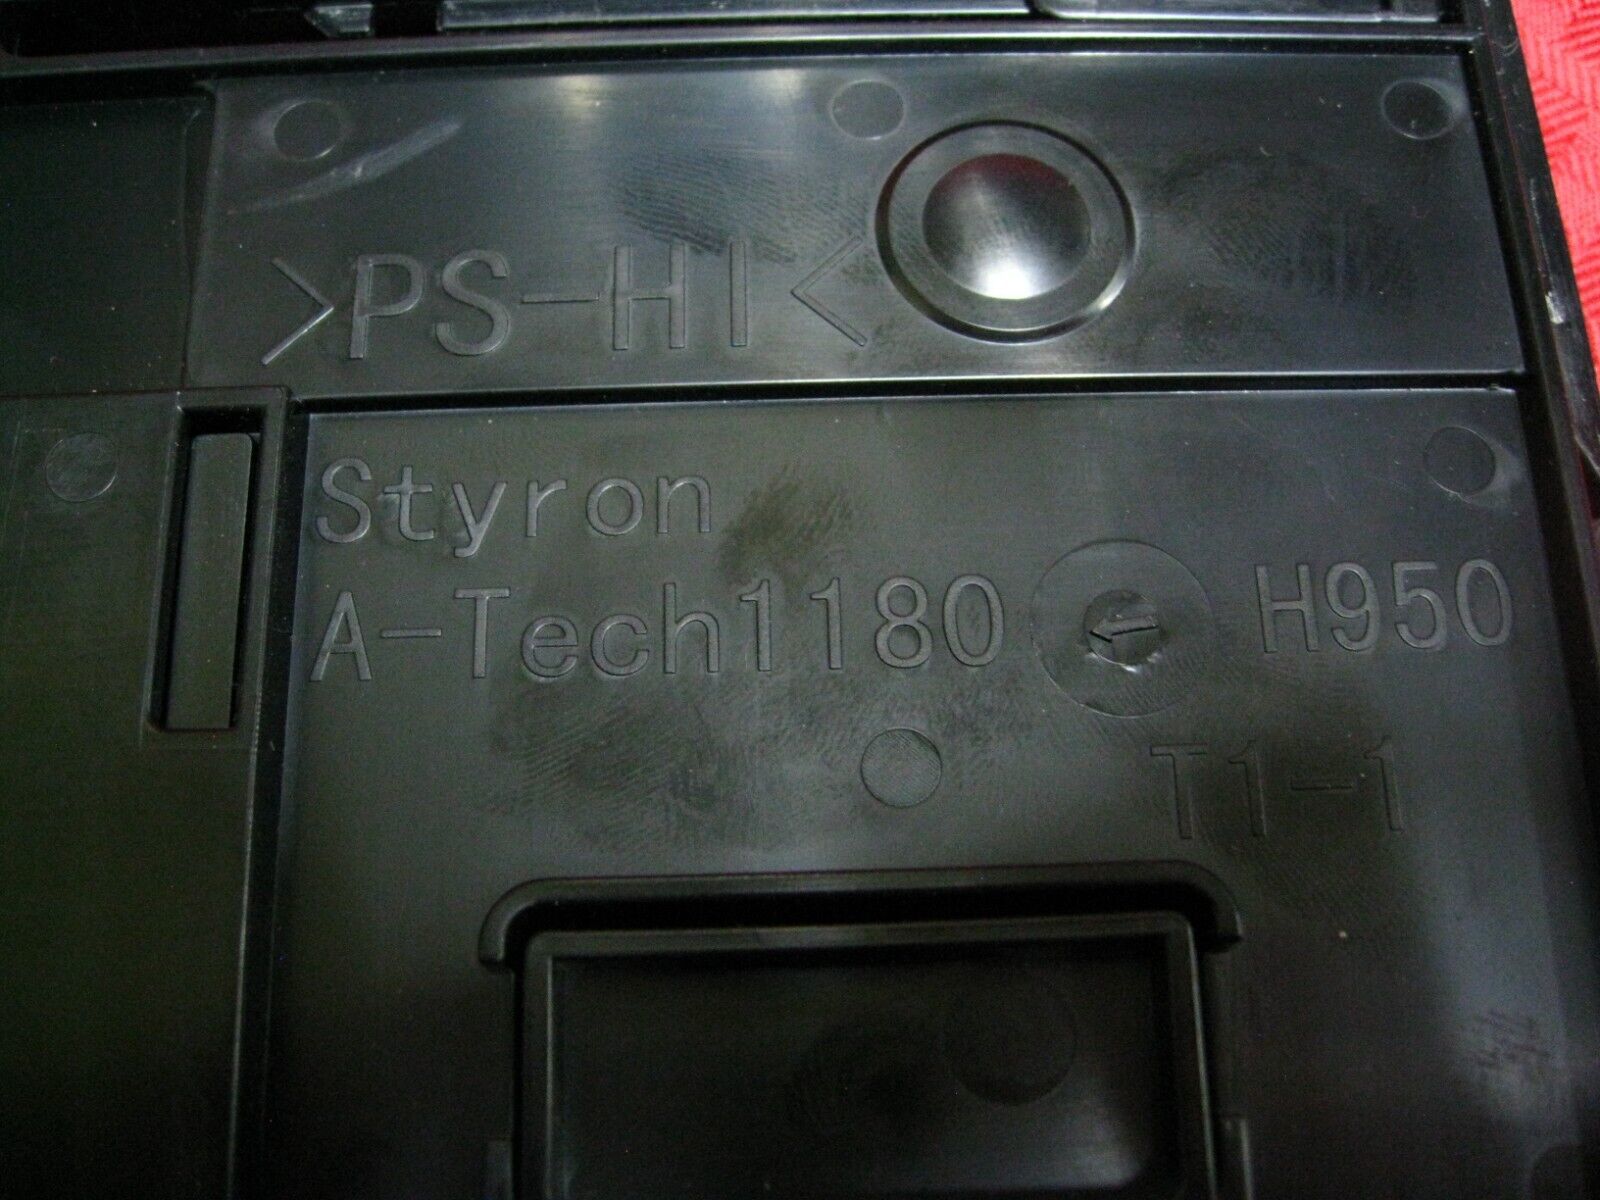 >PS-HI<
Styron
A-Tech1180 H950
T1-1